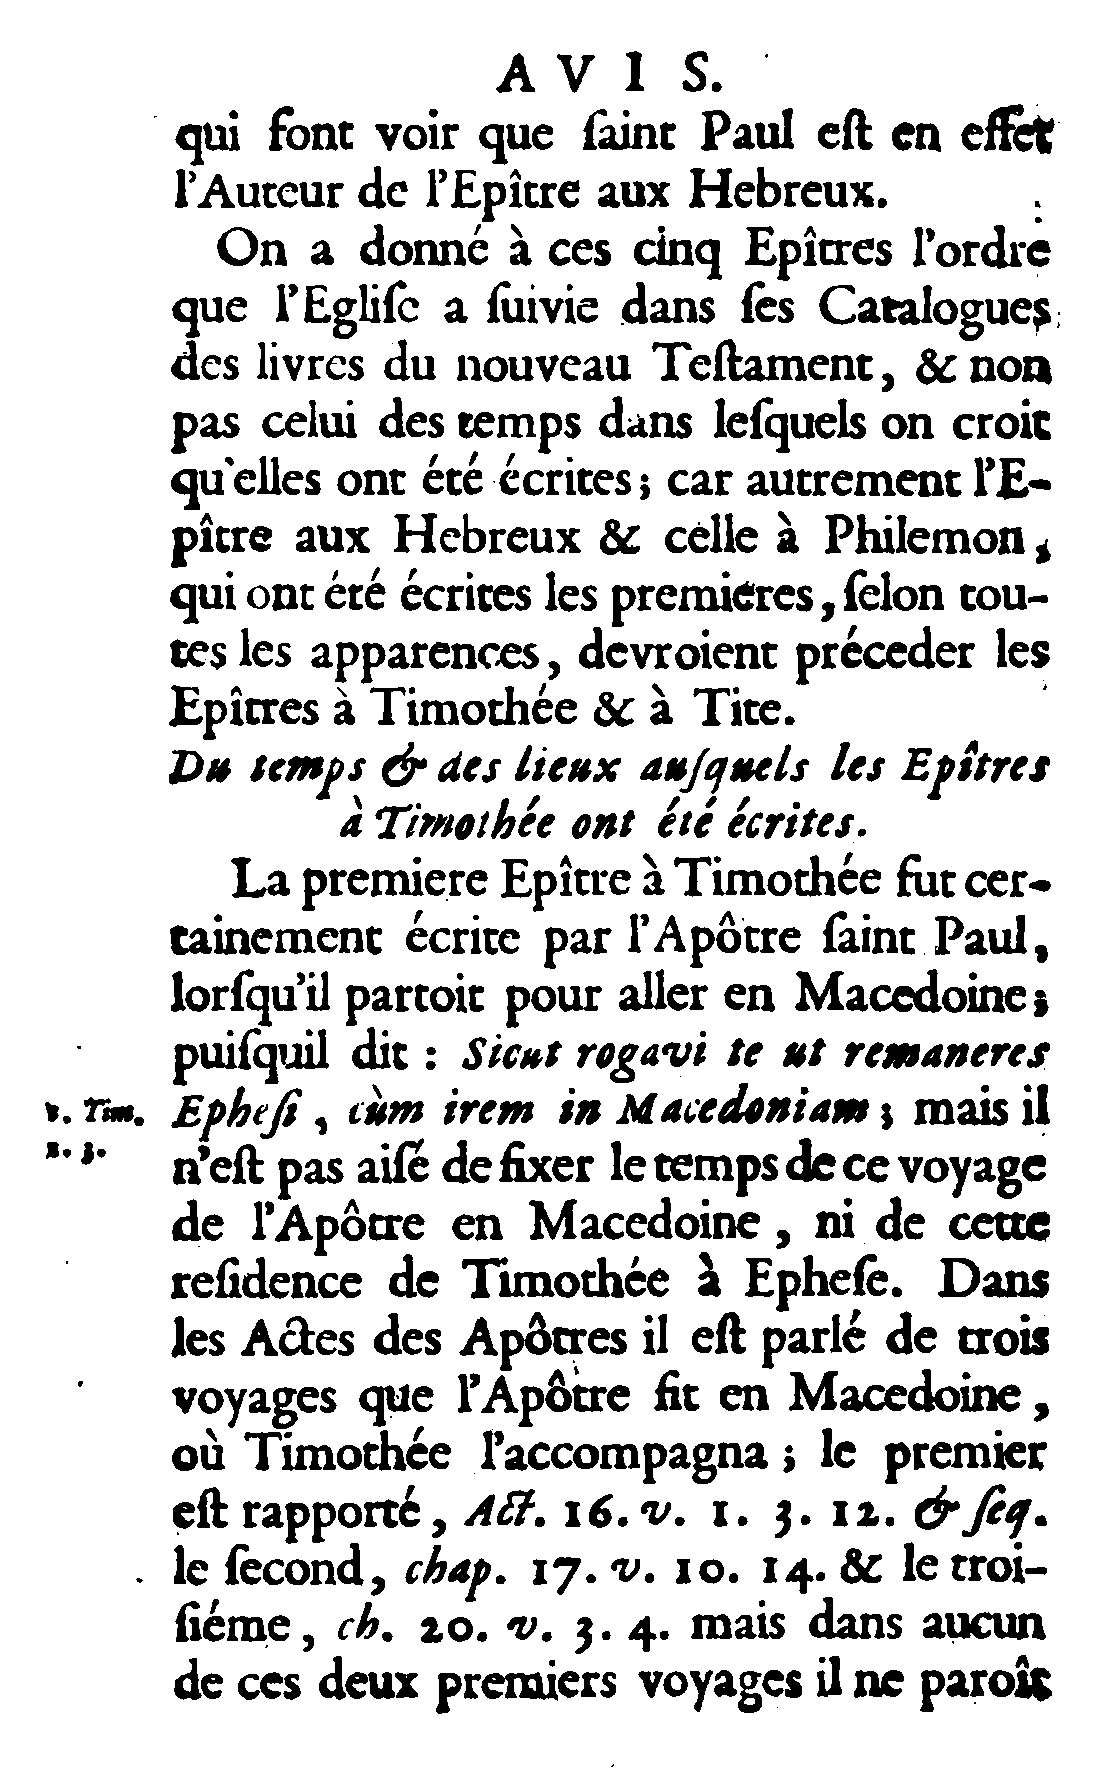 AVIS.
qui font voir que ſaint Paul eſt en effet
l'Auteur de l'Epître aux Hebreux.
On a donné à ces cinq Epîtres l'ordre
que l'Egliſe a ſuivie dans ſes Catalogues
des livres du nouveau Teſtament, & non
pas celui des temps dans leſquels on croit
qu'elles ont été écrites; car autrement l'E-
pître aux Hebreux & celle à Philemon,
qui ont été écrites les premieres, ſelon tou-
tes les apparences, devroient préceder les
Epîtres à Timothée & à Tite.
Du temps & des lieux auſquels les Epîtres
à Timothée ont été écrites.
La premiere Epître à Timothée fut cer-
tainement écrite par l'Apôtre ſaint Paul,
lorſqu'il partoit pour aller en Macedoine;
puiſquil dit : Sicut rogavi te ut remaneres
1. Tim. Epheſi, cùm irem in Macedoniam; mais il
1. 3. n'eſt pas aiſé de fixer le temps de ce voyage
de l'Apôtre en Macedoine, ni de cette
reſidence de Timothée à Epheſe. Dans
les Actes des Apôtres il eſt parlé de trois
voyages que l'Apôtre fit en Macedoine,
où Timothée l'accompagna; le premier
eſt rapporté, Act. 16. v. 1. 3. 12. & ſeq.
le ſecond, chap. 17. v. 10. 14. & le troi-
ſiéme, ch. 20. v. 3. 4. mais dans aucun
de ces deux premiers voyages il ne paroît